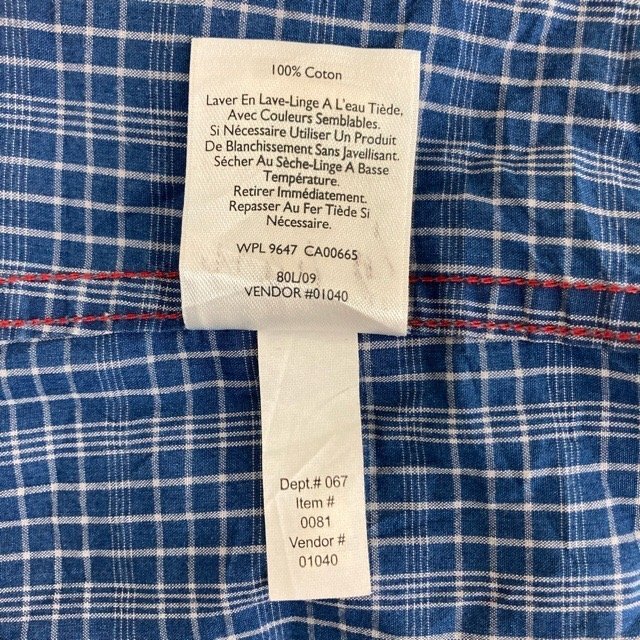 100% Coton
Laver En Lave-Linge A L'eau Tiède,
Avec Couleurs Semblables.
Si Nécessaire Utiliser Un Produit
De Blanchissement Sans Javellisant.
Sécher Au Sèche-Linge A Basse
Température.
Retirer Immédiatement.
Repasser Au Fer Tiède Si
Nécessaire.
WPL 9647 CA00665
80L/09
VENDOR #01040
Dept.# 067
Item #
0081
Vendor #
01040